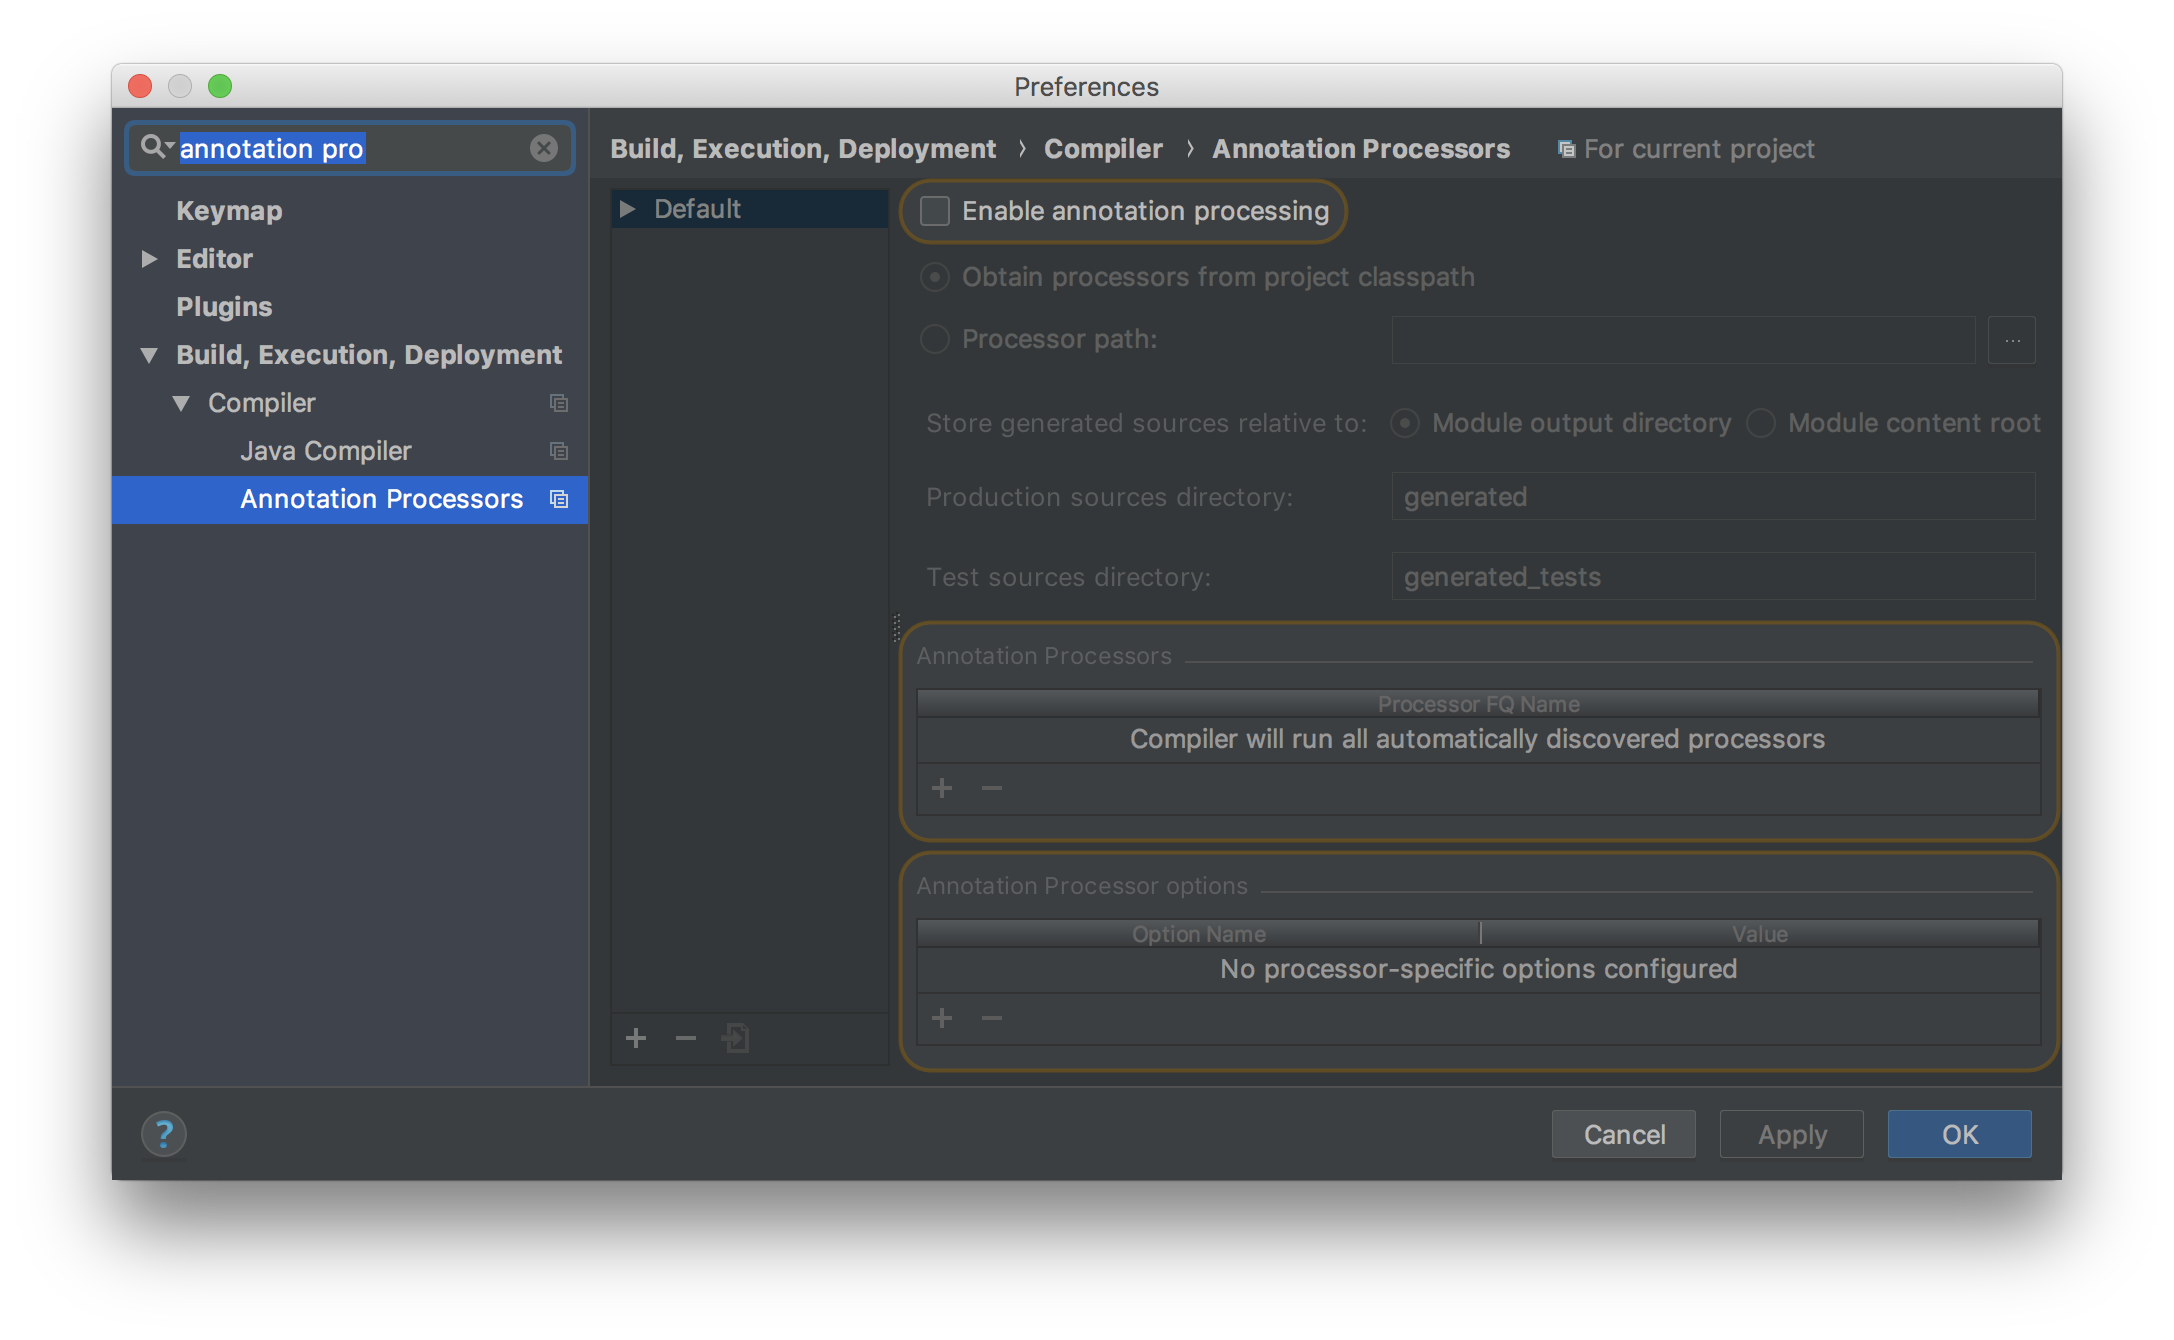 Preferences
annotation pro
Keymap
Editor
Plugins
Build, Execution, Deployment
Compiler
Java Compiler
Annotation Processors
Build, Execution, Deployment › Compiler › Annotation Processors For current project
Default
Enable annotation processing
Obtain processors from project classpath
Processor path: ...
Store generated sources relative to: Module output directory Module content root
Production sources directory: generated
Test sources directory: generated_tests
Annotation Processors
Processor FQ Name
Compiler will run all automatically discovered processors
Annotation Processor options
Option Name Value
No processor-specific options configured
? Cancel Apply OK